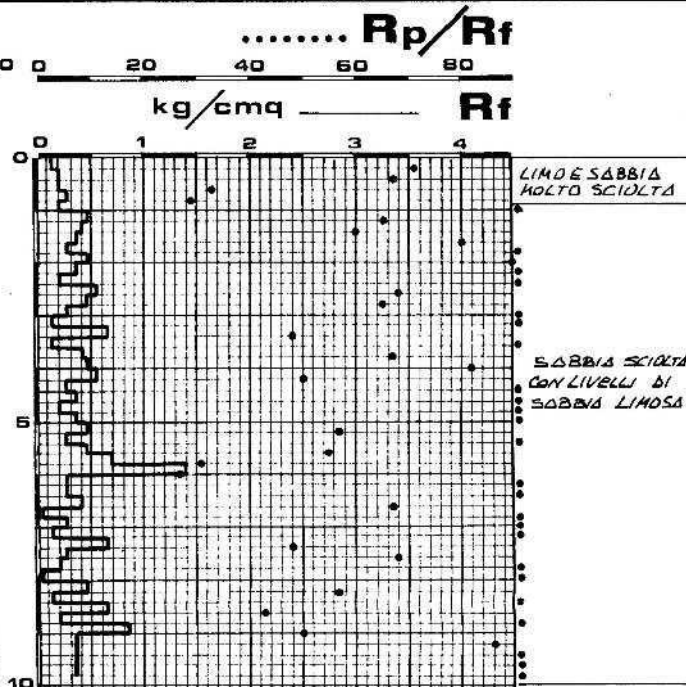 ........ Rp/Rf
0 0 20 40 60 80
kg/cmq Rf
0 1 2 3 4
0
LIMO E SABBIA
MOLTO SCIOLTA
SABBIA SCIOLTA
CON LIVELLI DI
SABBIA LIMOSA
5
10